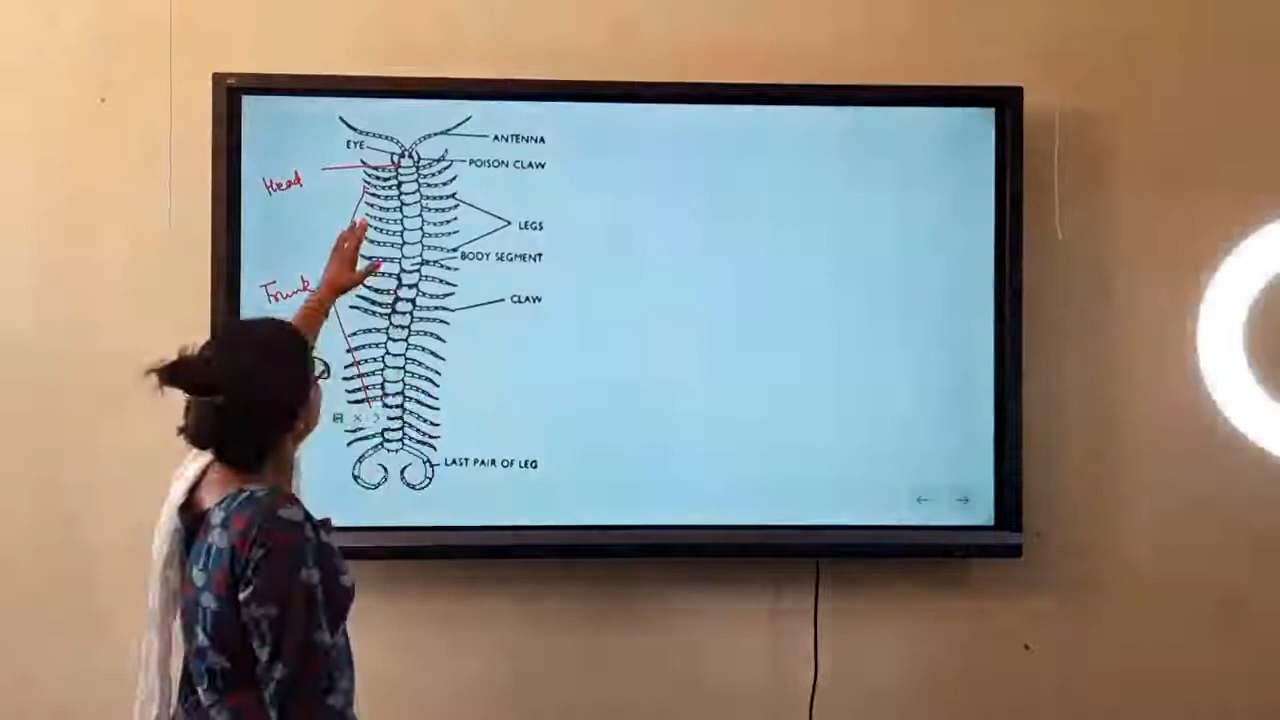 ANTENNA
EYE
POISON CLAW
Head
LEGS
BODY SEGMENT
Trunk
CLAW
LAST PAIR OF LEG